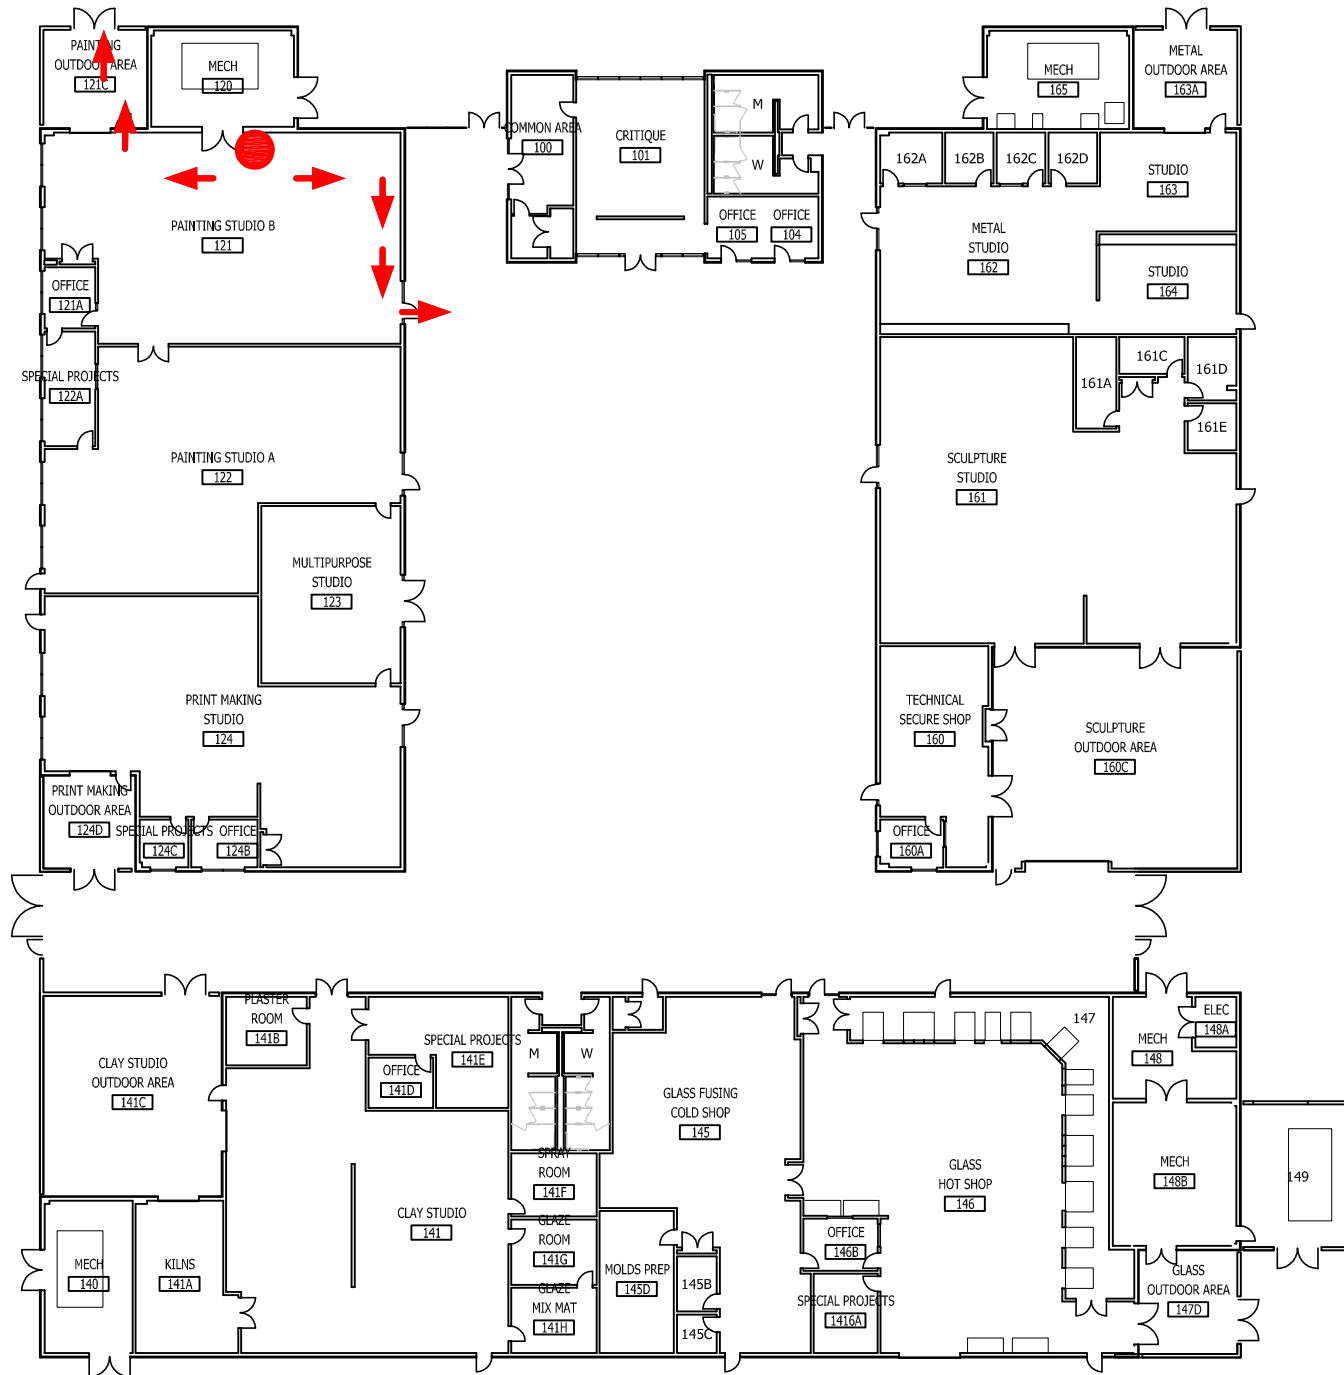 PAINTING
OUTDOOR AREA
121C
MECH
120
COMMON AREA
100
CRITIQUE
101
M
W
OFFICE
105
OFFICE
104
MECH
165
METAL
OUTDOOR AREA
163A
162A
162B
162C
162D
STUDIO
163
METAL
STUDIO
162
STUDIO
164
PAINTING STUDIO B
121
OFFICE
121A
SPECIAL PROJECTS
122A
PAINTING STUDIO A
122
161A
161C
161D
161E
SCULPTURE
STUDIO
161
MULTIPURPOSE
STUDIO
123
PRINT MAKING
STUDIO
124
TECHNICAL
SECURE SHOP
160
SCULPTURE
OUTDOOR AREA
160C
PRINT MAKING
OUTDOOR AREA
124D
SPECIAL PROJECTS
124C
OFFICE
124B
OFFICE
160A
PLASTER
ROOM
141B
CLAY STUDIO
OUTDOOR AREA
141C
SPECIAL PROJECTS
141E
OFFICE
141D
M
W
GLASS FUSING
COLD SHOP
145
147
MECH
148
ELEC
148A
SPRAY
ROOM
141F
GLASS
HOT SHOP
146
MECH
148B
149
CLAY STUDIO
141
GLAZE
ROOM
141G
OFFICE
146B
MECH
140
KILNS
141A
GLAZE
MIX MAT
141H
MOLDS PREP
145D
145B
145C
SPECIAL PROJECTS
1416A
GLASS
OUTDOOR AREA
147D